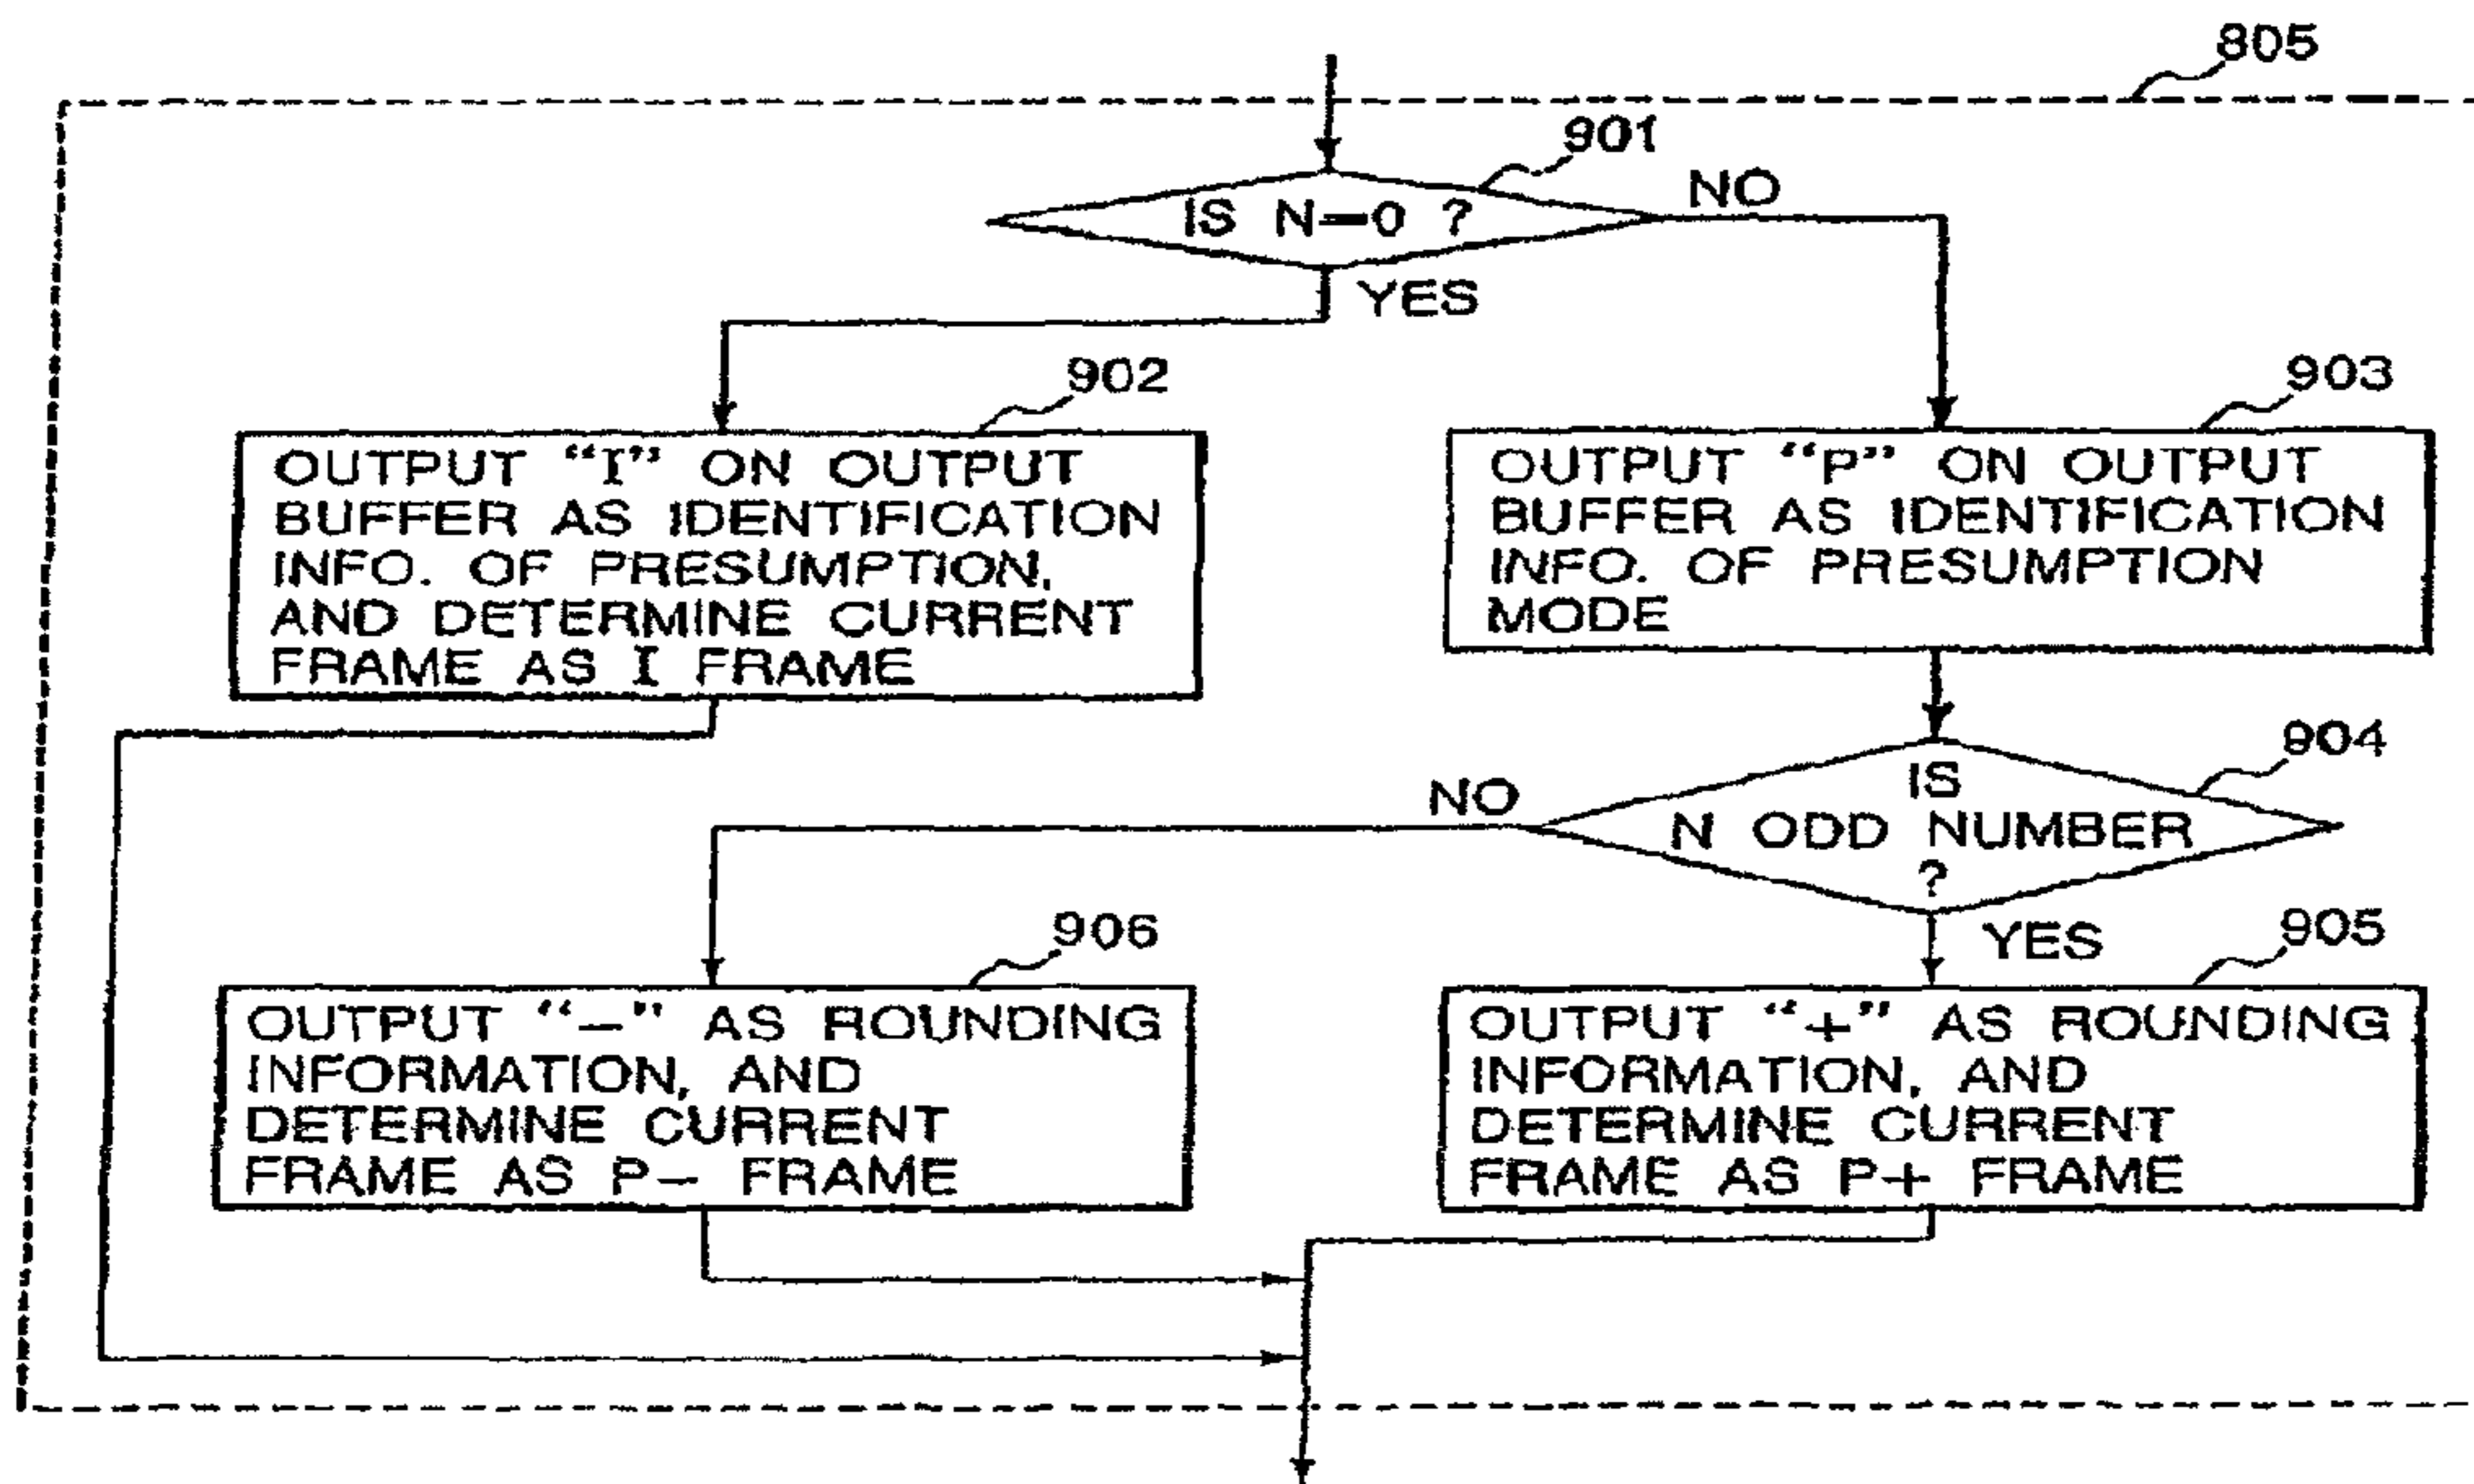 805
901
IS N=0 ?
NO
YES
902
OUTPUT “I” ON OUTPUT
BUFFER AS IDENTIFICATION
INFO. OF PRESUMPTION,
AND DETERMINE CURRENT
FRAME AS I FRAME
903
OUTPUT “P” ON OUTPUT
BUFFER AS IDENTIFICATION
INFO. OF PRESUMPTION
MODE
904
IS
N ODD NUMBER
?
NO
YES
906
OUTPUT “−” AS ROUNDING
INFORMATION, AND
DETERMINE CURRENT
FRAME AS P− FRAME
905
OUTPUT “+” AS ROUNDING
INFORMATION, AND
DETERMINE CURRENT
FRAME AS P+ FRAME